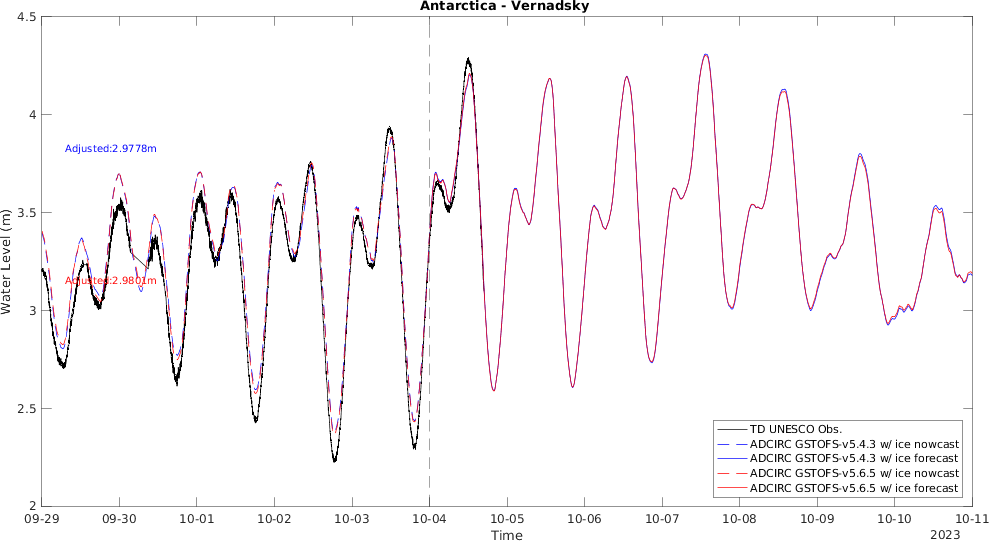 Antarctica - Vernadsky
4.5
4
3.5
3
2.5
2
Water Level (m)
Adjusted:2.9778m
Adjusted:2.9801m
TD UNESCO Obs.
ADCIRC GSTOFS-v5.4.3 w/ ice nowcast
ADCIRC GSTOFS-v5.4.3 w/ ice forecast
ADCIRC GSTOFS-v5.6.5 w/ ice nowcast
ADCIRC GSTOFS-v5.6.5 w/ ice forecast
09-29 09-30 10-01 10-02 10-03 10-04 10-05 10-06 10-07 10-08 10-09 10-10 10-11
Time
2023